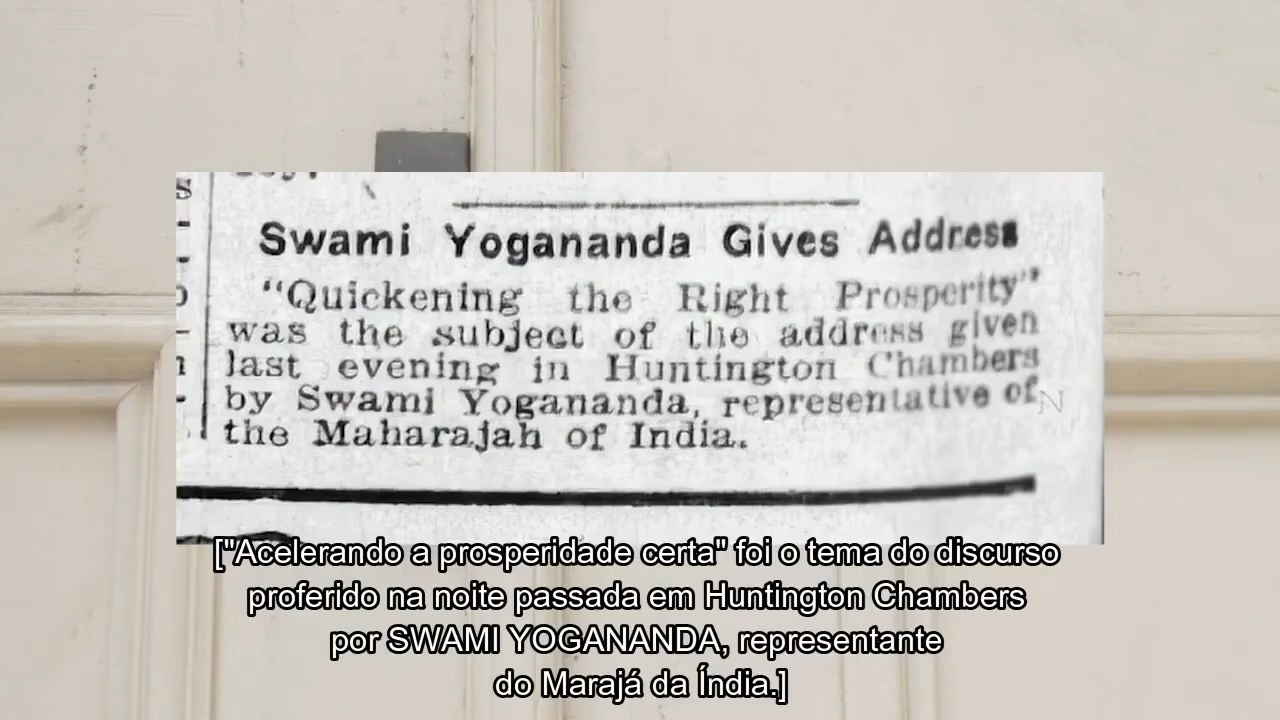 Swami Yogananda Gives Address
"Quickening the Right Prosperity"
was the subject of the address given
last evening in Huntington Chambers
by Swami Yogananda, representative of
the Maharajah of India.
["Acelerando a prosperidade certa" foi o tema do discurso
proferido na noite passada em Huntington Chambers
por SWAMI YOGANANDA, representante
do Marajá da Índia.]